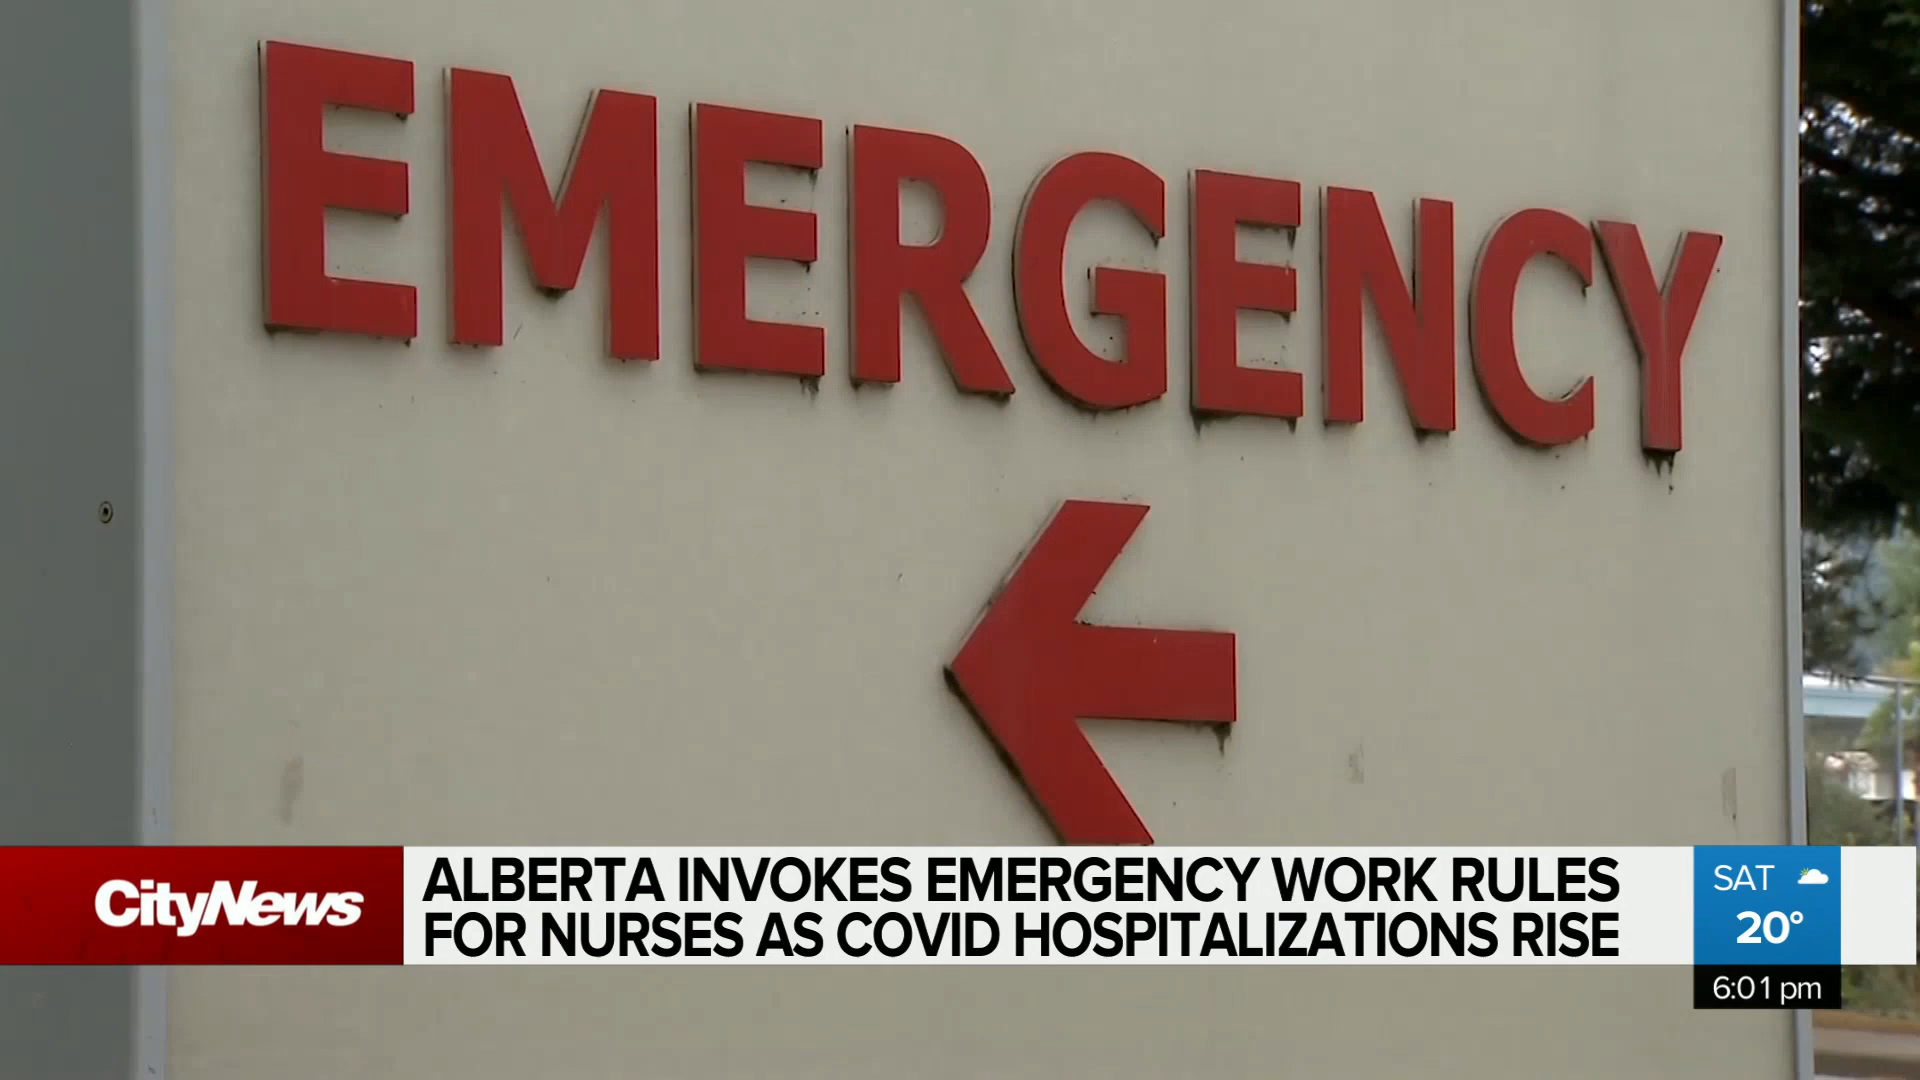 EMERGENCY
CityNews
ALBERTA INVOKES EMERGENCY WORK RULES
FOR NURSES AS COVID HOSPITALIZATIONS RISE
SAT
20°
6:01 pm